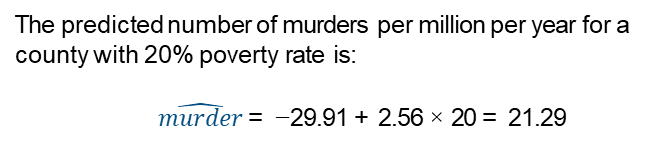 The predicted number of murders per million per year for a
county with 20% poverty rate is:
$\widehat{murder}$ = −29.91 + 2.56 × 20 = 21.29